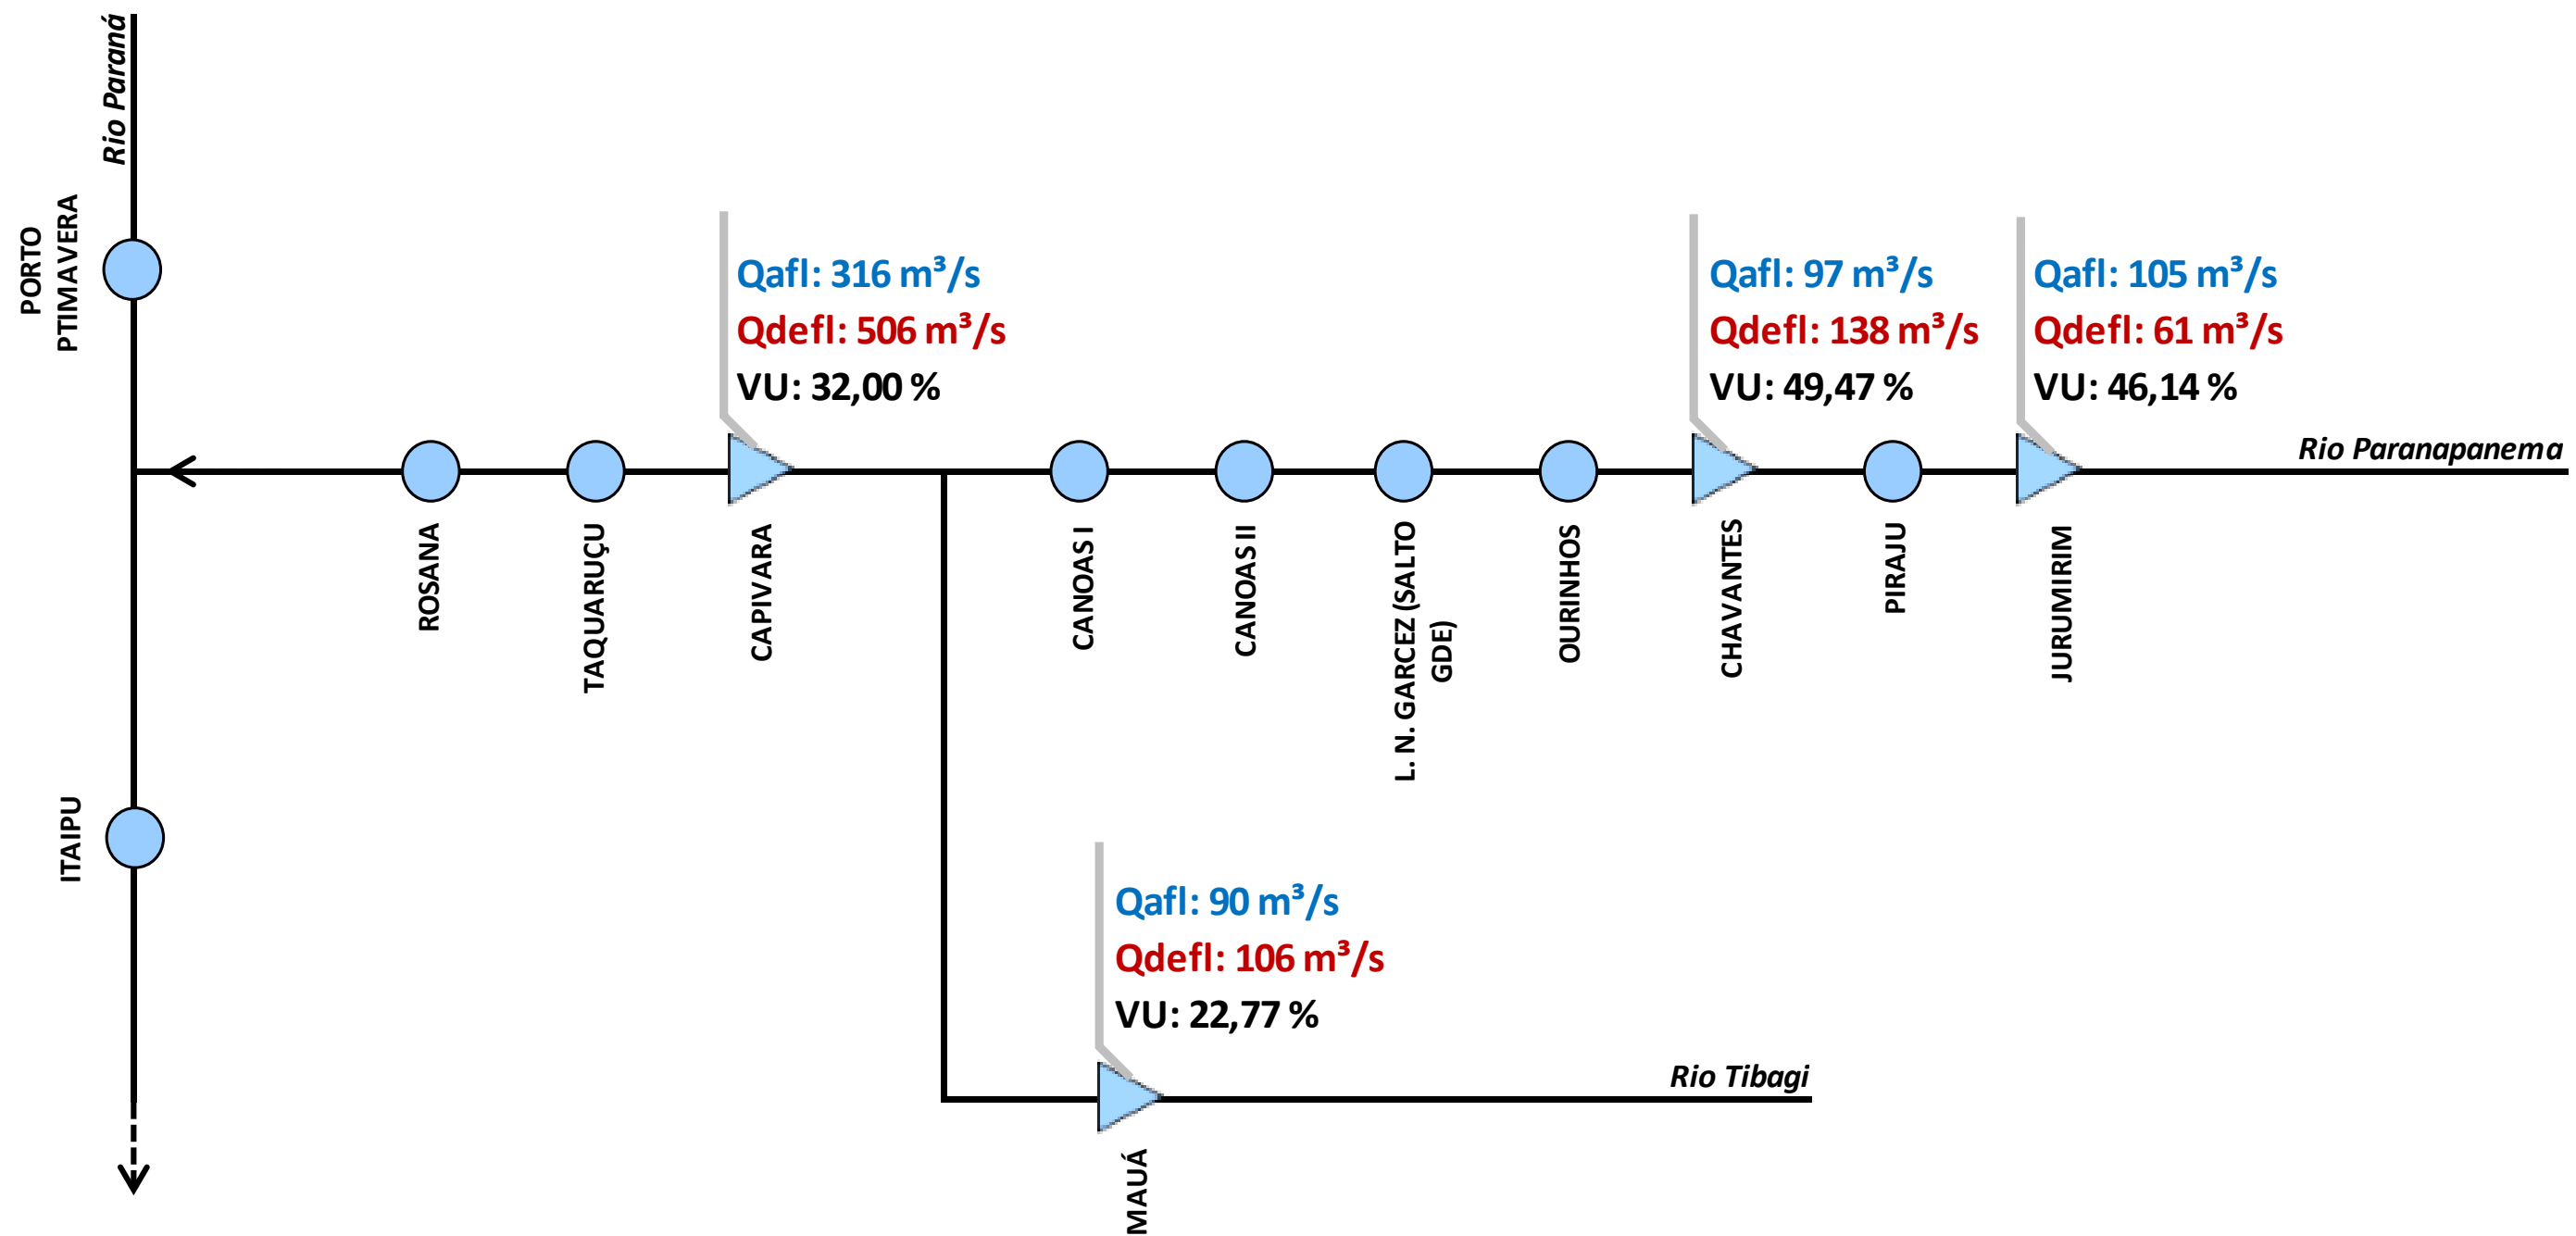 Rio Paraná
PORTO
PTIMAVERA
Qafl: 316 m³/s
Qdefl: 506 m³/s
VU: 32,00 %
Qafl: 97 m³/s
Qdefl: 138 m³/s
VU: 49,47 %
Qafl: 105 m³/s
Qdefl: 61 m³/s
VU: 46,14 %
Rio Paranapanema
ROSANA
TAQUARUÇU
CAPIVARA
CANOAS I
CANOAS II
L. N. GARCEZ (SALTO
GDE)
OURINHOS
CHAVANTES
PIRAJU
JURUMIRIM
ITAIPU
Qafl: 90 m³/s
Qdefl: 106 m³/s
VU: 22,77 %
Rio Tibagi
MAUÁ